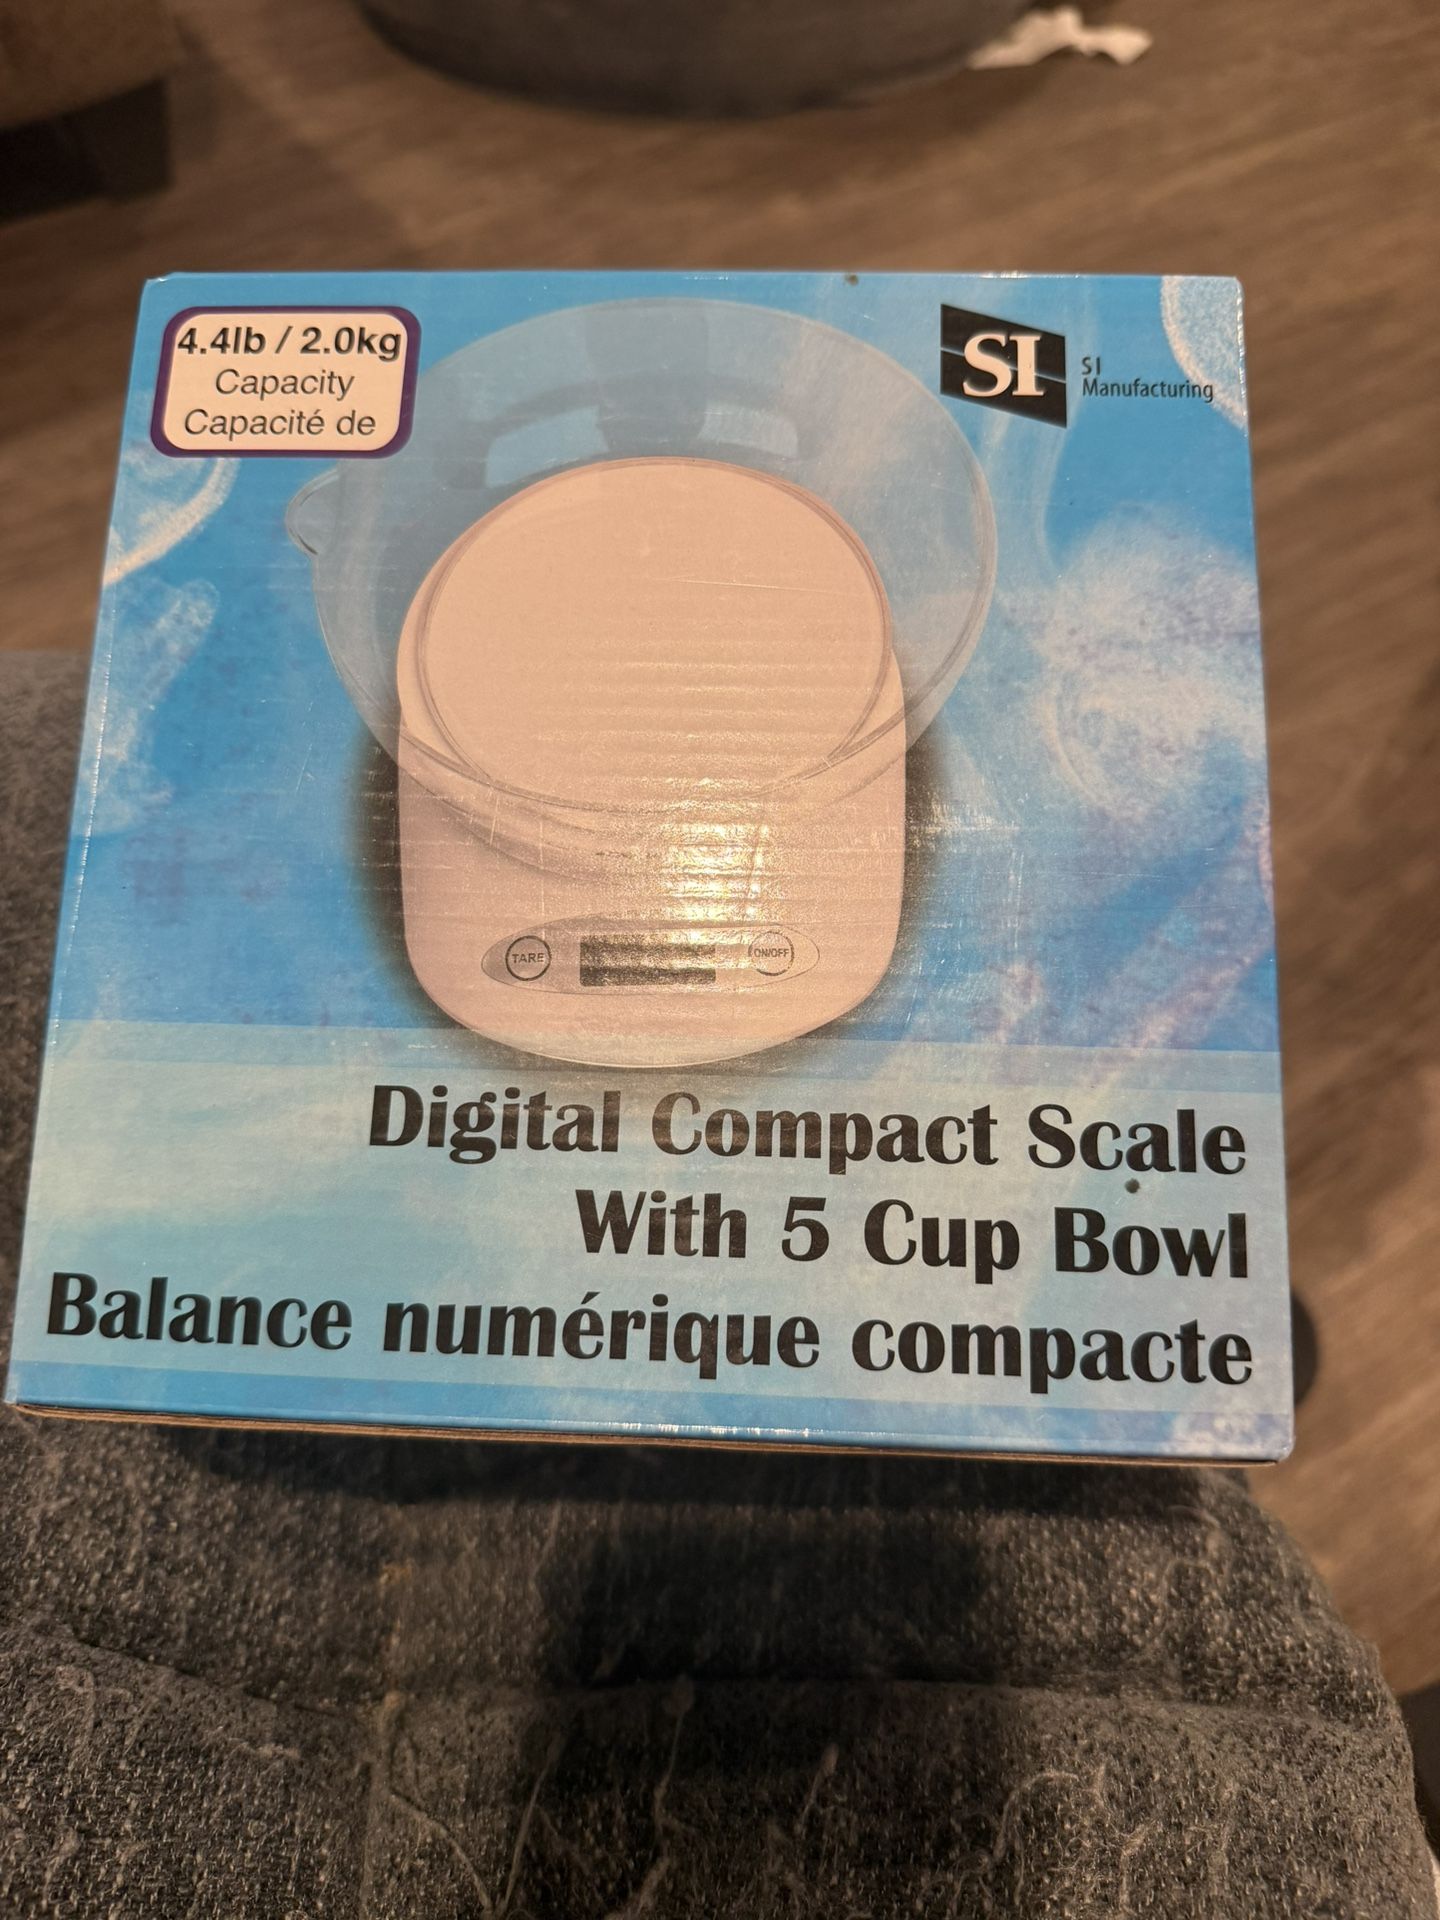 4.4lb / 2.0kg
Capacity
Capacité de
SI
SI
Manufacturing
TARE
ON/OFF
Digital Compact Scale
With 5 Cup Bowl
Balance numérique compacte